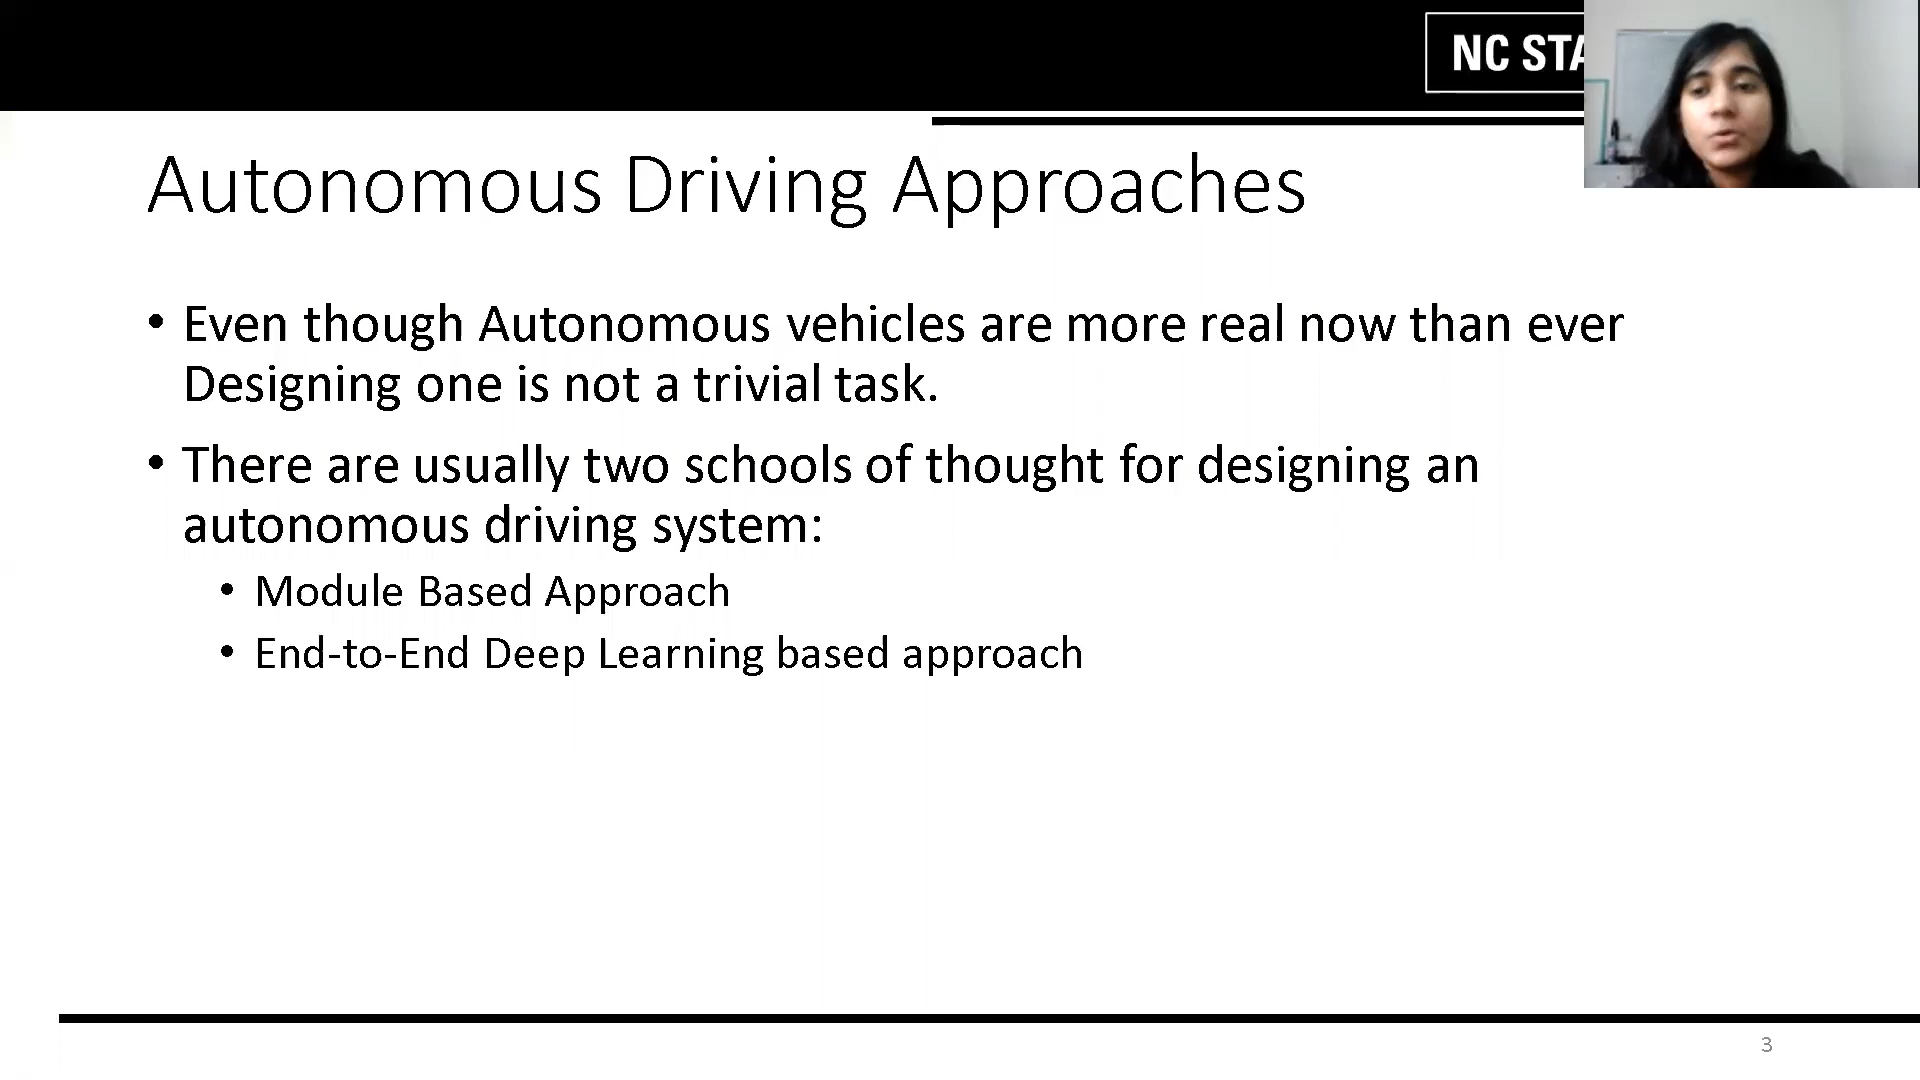 NC STA
Autonomous Driving Approaches
• Even though Autonomous vehicles are more real now than ever
Designing one is not a trivial task.
• There are usually two schools of thought for designing an
autonomous driving system:
• Module Based Approach
• End-to-End Deep Learning based approach
3